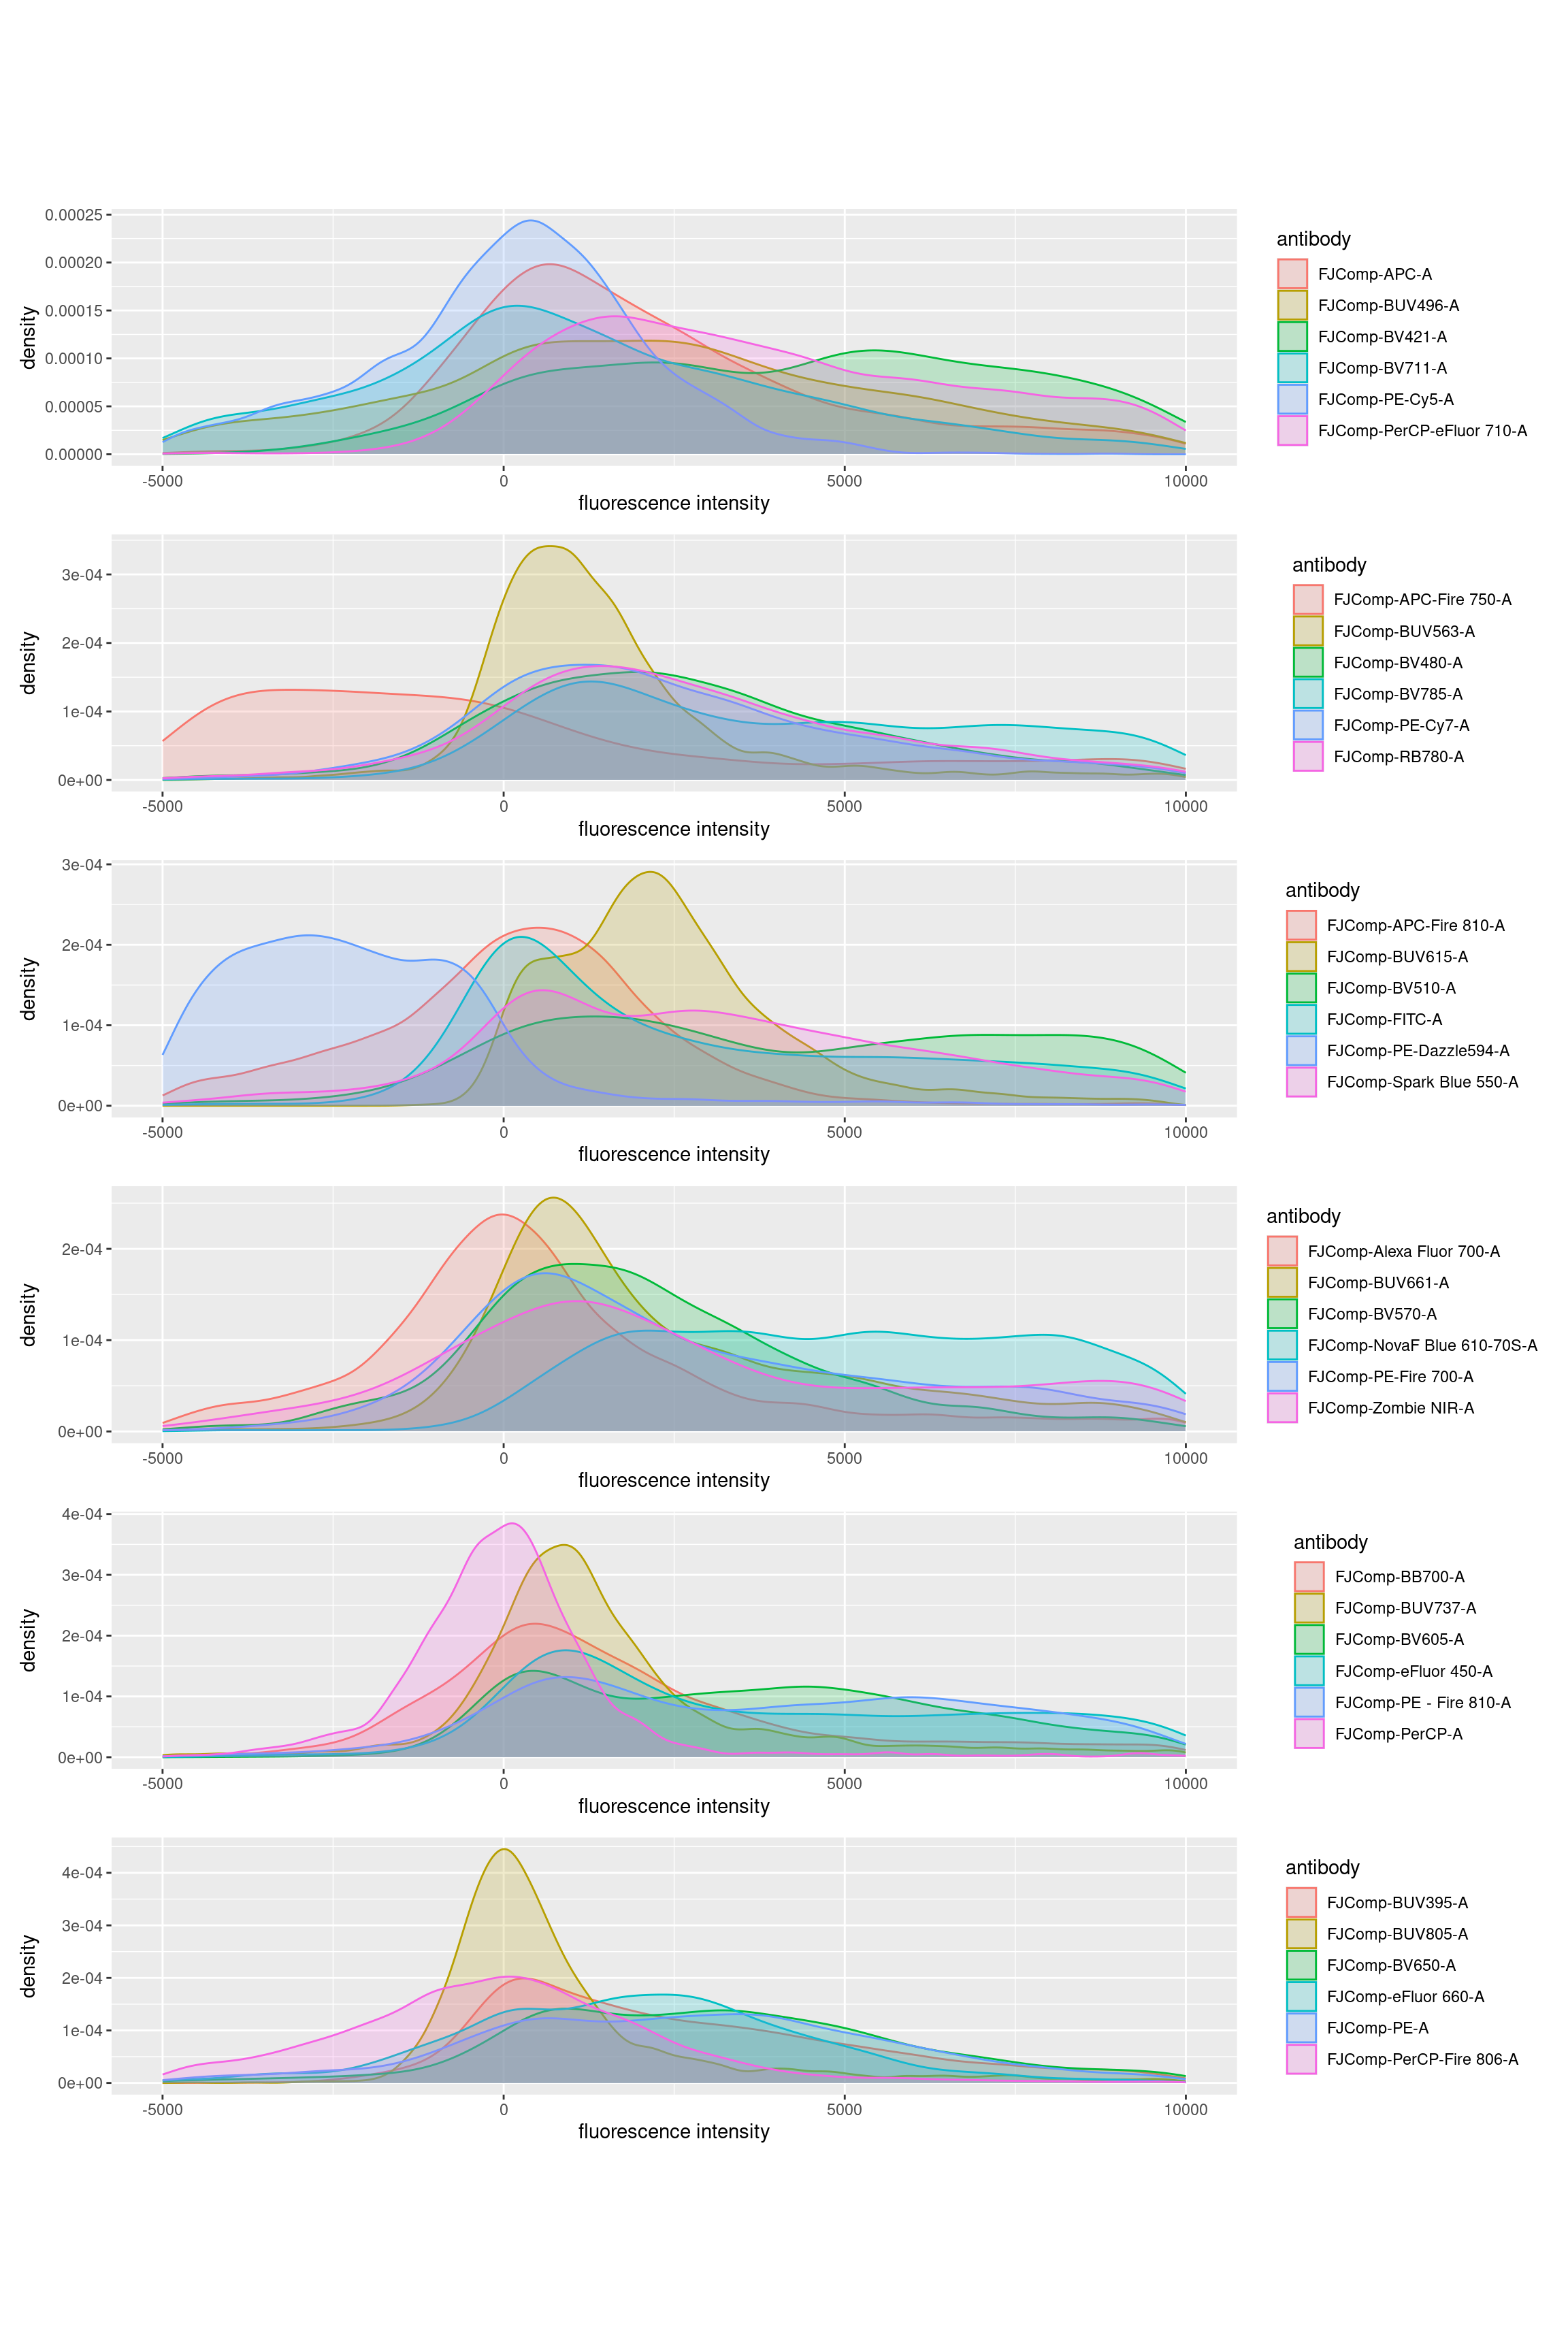 0.00025
0.00020
0.00015
0.00010
0.00005
0.00000
density
-5000 0 5000 10000
fluorescence intensity
antibody
FJComp-APC-A
FJComp-BUV496-A
FJComp-BV421-A
FJComp-BV711-A
FJComp-PE-Cy5-A
FJComp-PerCP-eFluor 710-A
3e-04
2e-04
1e-04
0e+00
density
-5000 0 5000 10000
fluorescence intensity
antibody
FJComp-APC-Fire 750-A
FJComp-BUV563-A
FJComp-BV480-A
FJComp-BV785-A
FJComp-PE-Cy7-A
FJComp-RB780-A
3e-04
2e-04
1e-04
0e+00
density
-5000 0 5000 10000
fluorescence intensity
antibody
FJComp-APC-Fire 810-A
FJComp-BUV615-A
FJComp-BV510-A
FJComp-FITC-A
FJComp-PE-Dazzle594-A
FJComp-Spark Blue 550-A
2e-04
1e-04
0e+00
density
-5000 0 5000 10000
fluorescence intensity
antibody
FJComp-Alexa Fluor 700-A
FJComp-BUV661-A
FJComp-BV570-A
FJComp-NovaF Blue 610-70S-A
FJComp-PE-Fire 700-A
FJComp-Zombie NIR-A
4e-04
3e-04
2e-04
1e-04
0e+00
density
-5000 0 5000 10000
fluorescence intensity
antibody
FJComp-BB700-A
FJComp-BUV737-A
FJComp-BV605-A
FJComp-eFluor 450-A
FJComp-PE - Fire 810-A
FJComp-PerCP-A
4e-04
3e-04
2e-04
1e-04
0e+00
density
-5000 0 5000 10000
fluorescence intensity
antibody
FJComp-BUV395-A
FJComp-BUV805-A
FJComp-BV650-A
FJComp-eFluor 660-A
FJComp-PE-A
FJComp-PerCP-Fire 806-A